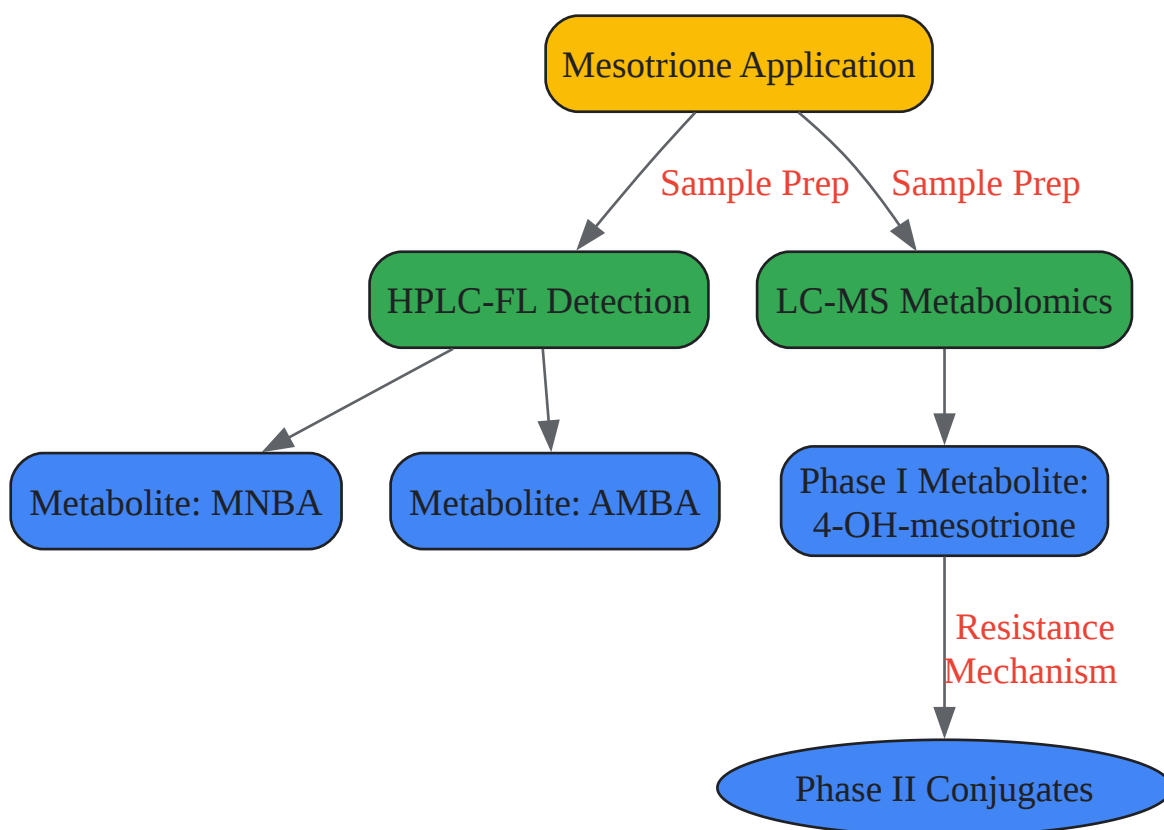 Mesotrione Application
Sample Prep
Sample Prep
HPLC-FL Detection
LC-MS Metabolomics
Metabolite: MNBA
Metabolite: AMBA
Phase I Metabolite:
4-OH-mesotrione
Resistance
Mechanism
Phase II Conjugates